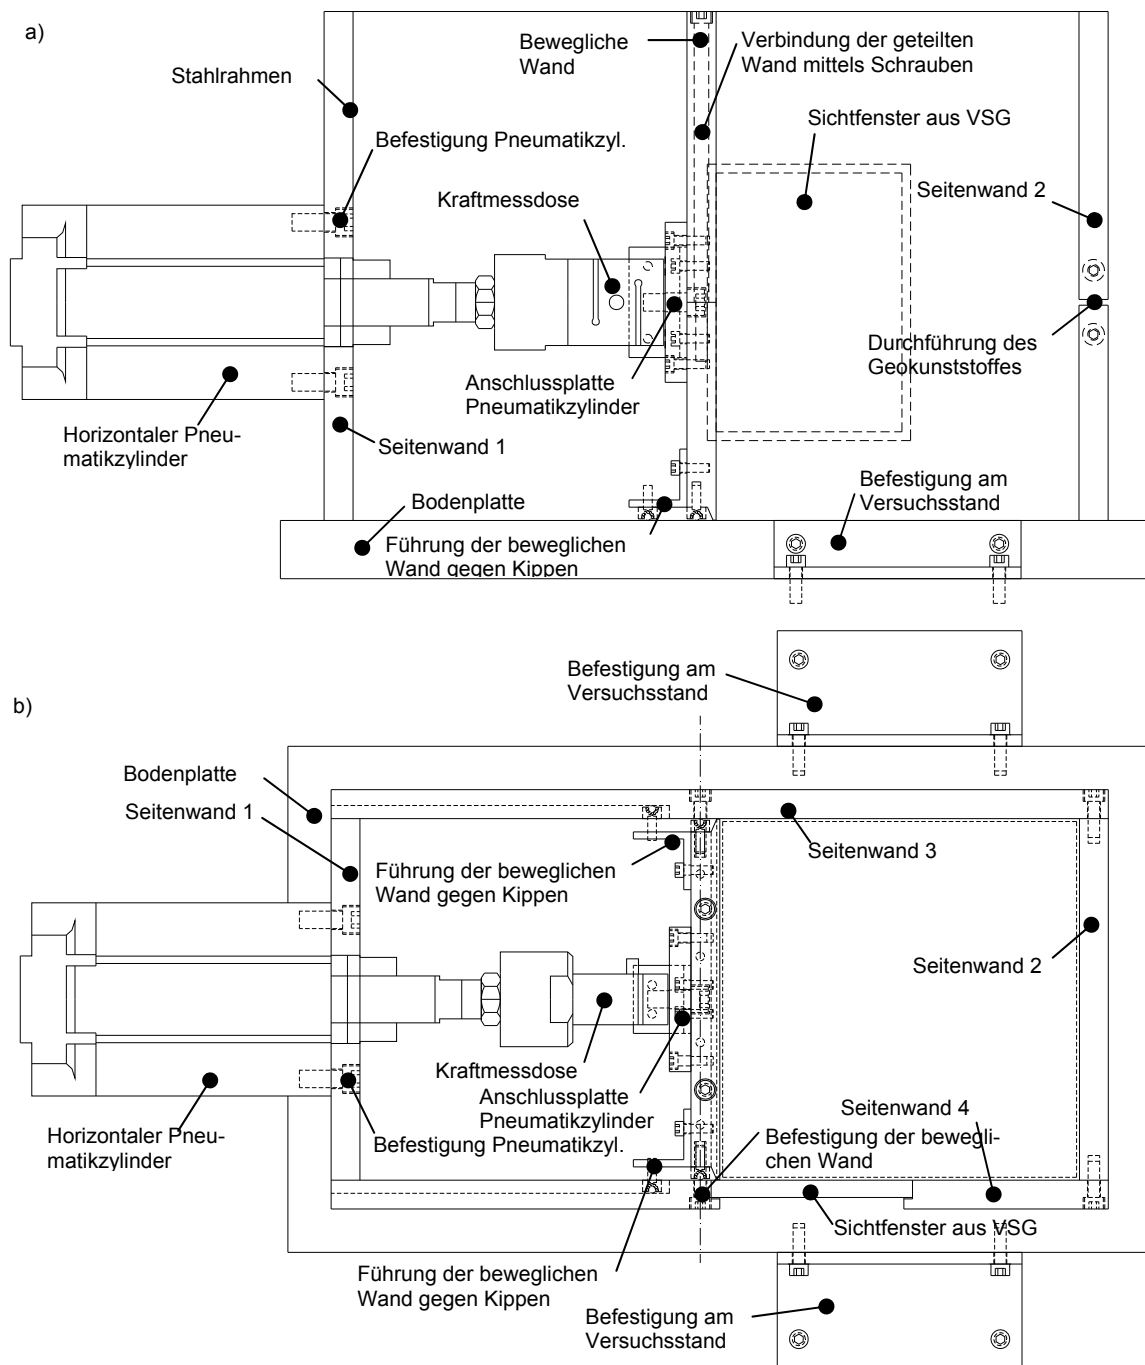 a)
Bewegliche
Wand
Verbindung der geteilten
Wand mittels Schrauben
Stahlrahmen
Sichtfenster aus VSG
Befestigung Pneumatikzyl.
Kraftmessdose
Seitenwand 2
Durchführung des
Geokunststoffes
Anschlussplatte
Pneumatikzylinder
Horizontaler Pneu-
matikzylinder
Seitenwand 1
Bodenplatte
Befestigung am
Versuchsstand
Führung der beweglichen
Wand gegen Kippen
Befestigung am
Versuchsstand
b)
Bodenplatte
Seitenwand 1
Führung der beweglichen
Wand gegen Kippen
Seitenwand 3
Seitenwand 2
Kraftmessdose
Anschlussplatte
Pneumatikzylinder
Befestigung Pneumatikzyl.
Horizontaler Pneu-
matikzylinder
Seitenwand 4
Befestigung der bewegli-
chen Wand
Sichtfenster aus VSG
Führung der beweglichen
Wand gegen Kippen
Befestigung am
Versuchsstand